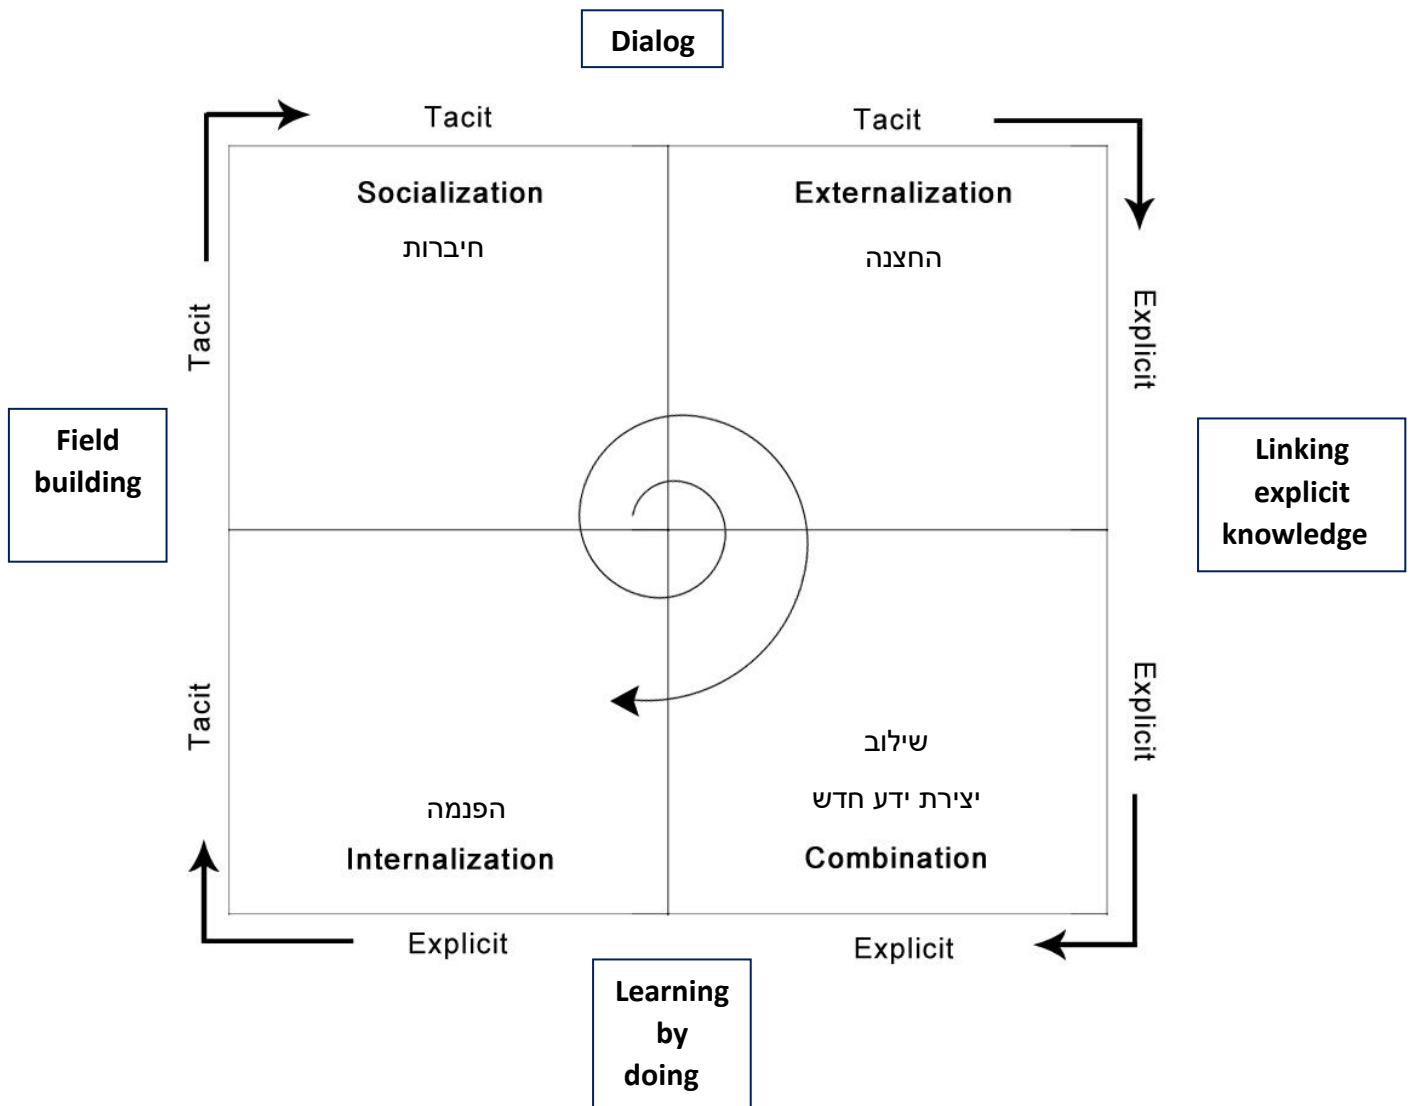 Dialog
Tacit
Tacit
Socialization
Externalization
חיברות
החצנה
Tacit
Explicit
Field
building
Linking
explicit
knowledge
Tacit
Explicit
שילוב
יצירת ידע חדש
הפנמה
Internalization
Combination
Explicit
Explicit
Learning
by
doing